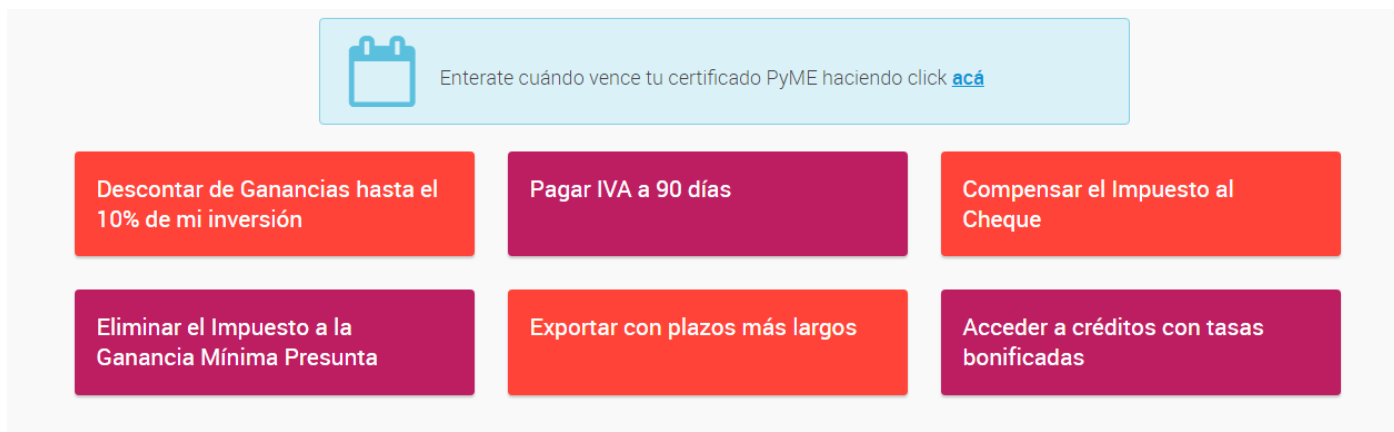 Enterate cuándo vence tu certificado PyME haciendo click acá
Descontar de Ganancias hasta el
10% de mi inversión
Pagar IVA a 90 días
Compensar el Impuesto al
Cheque
Eliminar el Impuesto a la
Ganancia Mínima Presunta
Exportar con plazos más largos
Acceder a créditos con tasas
bonificadas